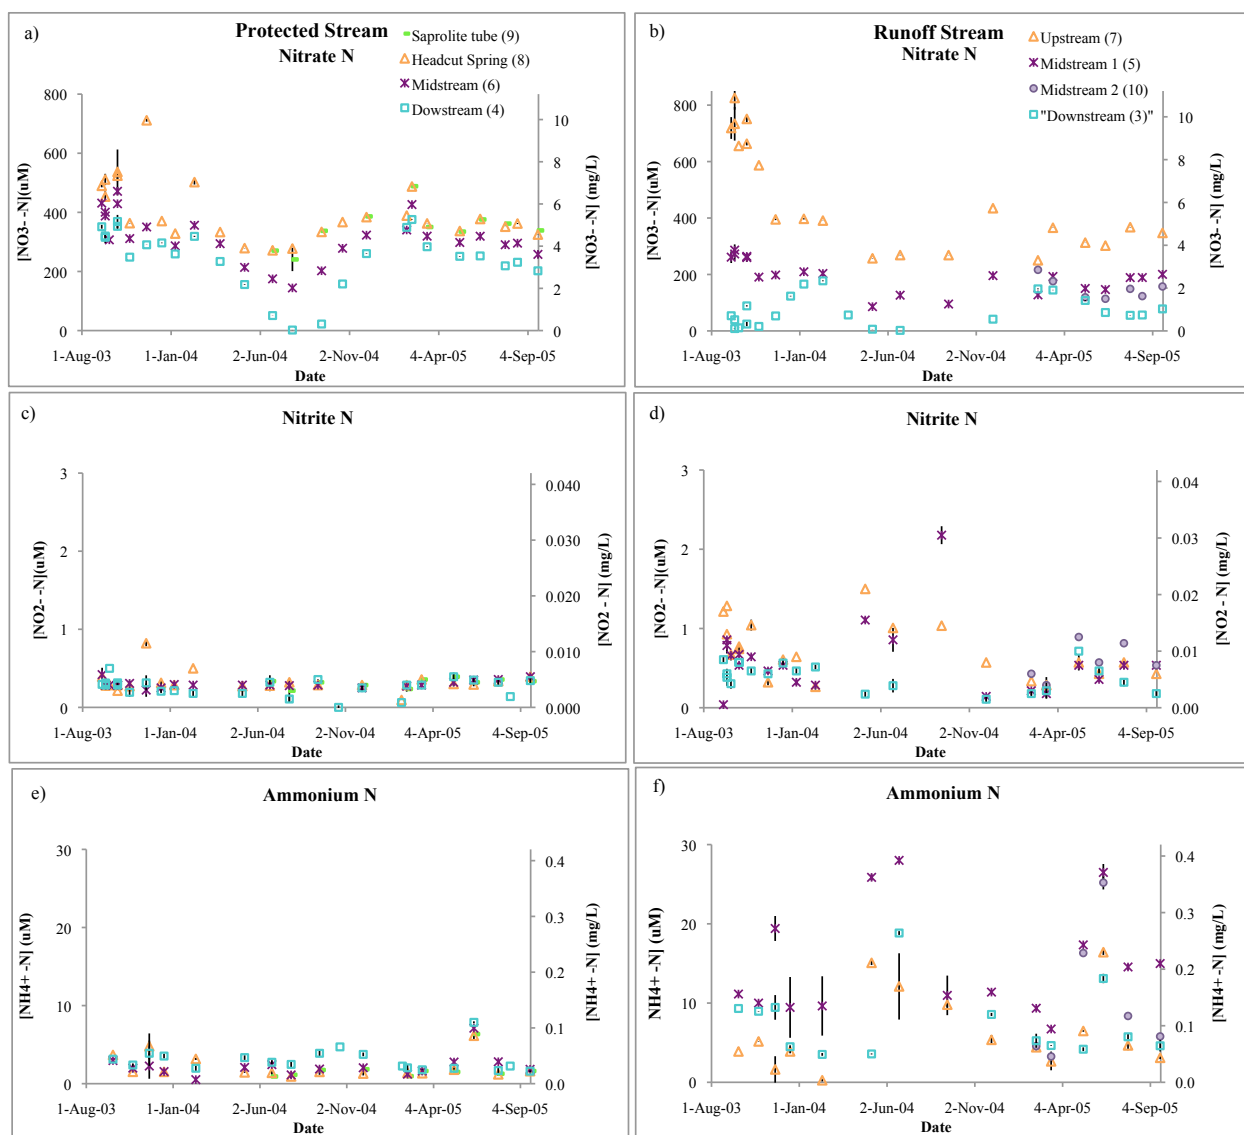 a)
Protected Stream
Nitrate N
Saprolite tube (9)
Headcut Spring (8)
Midstream (6)
Dowstream (4)
[NO3- -N](uM)
800
600
400
200
0
10
8
6
4
2
0
[NO3- -N] (mg/L)
1-Aug-03
1-Jan-04
2-Jun-04
2-Nov-04
4-Apr-05
4-Sep-05
Date
b)
Runoff Stream
Nitrate N
Upstream (7)
Midstream 1 (5)
Midstream 2 (10)
"Downstream (3)"
[NO3- -N](uM)
800
600
400
200
0
10
8
6
4
2
0
[NO3- -N] (mg/L)
1-Aug-03
1-Jan-04
2-Jun-04
2-Nov-04
4-Apr-05
4-Sep-05
Date
c)
Nitrite N
[NO2- -N](uM)
3
2
1
0
0.040
0.030
0.020
0.010
0.000
[NO2 - N] (mg/L)
1-Aug-03
1-Jan-04
2-Jun-04
2-Nov-04
4-Apr-05
4-Sep-05
Date
d)
Nitrite N
[NO2- -N](uM)
3
2
1
0
0.04
0.03
0.02
0.01
0.00
[NO2 - N] (mg/L)
1-Aug-03
1-Jan-04
2-Jun-04
2-Nov-04
4-Apr-05
4-Sep-05
Date
e)
Ammonium N
[NH4+ -N] (uM)
30
20
10
0
0.4
0.3
0.2
0.1
0.0
[NH4+ -N] (mg/L)
1-Aug-03
1-Jan-04
2-Jun-04
2-Nov-04
4-Apr-05
4-Sep-05
Date
f)
Ammonium N
NH4+ -N] (uM)
30
20
10
0
0.4
0.3
0.2
0.1
0.0
[NH4+ -N] (mg/L)
1-Aug-03
1-Jan-04
2-Jun-04
2-Nov-04
4-Apr-05
4-Sep-05
Date